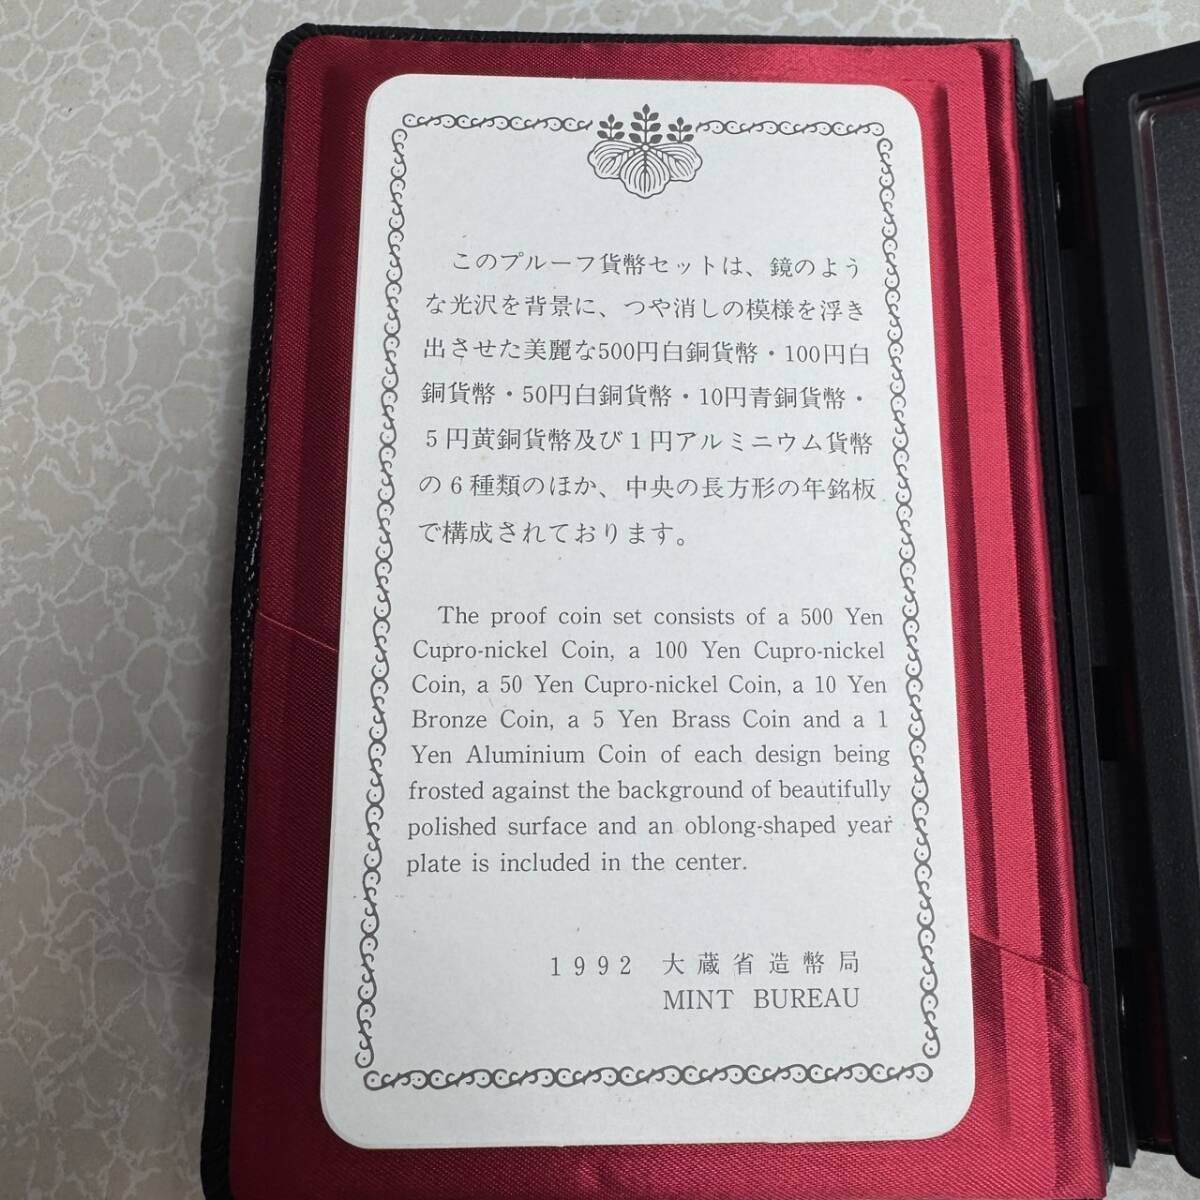 このプルーフ貨幣セットは、鏡のよう
な光沢を背景に、つや消しの模様を浮き
出させた美麗な500円白銅貨幣・100円白
銅貨幣・50円白銅貨幣・10円青銅貨幣・
5円黄銅貨幣及び1円アルミニウム貨幣
の6種類のほか、中央の長方形の年銘板
で構成されております。
The proof coin set consists of a 500 Yen
Cupro-nickel Coin, a 100 Yen Cupro-nickel
Coin, a 50 Yen Cupro-nickel Coin, a 10 Yen
Bronze Coin, a 5 Yen Brass Coin and a 1
Yen Aluminium Coin of each design being
frosted against the background of beautifully
polished surface and an oblong-shaped year
plate is included in the center.
1992 大蔵省造幣局
MINT BUREAU